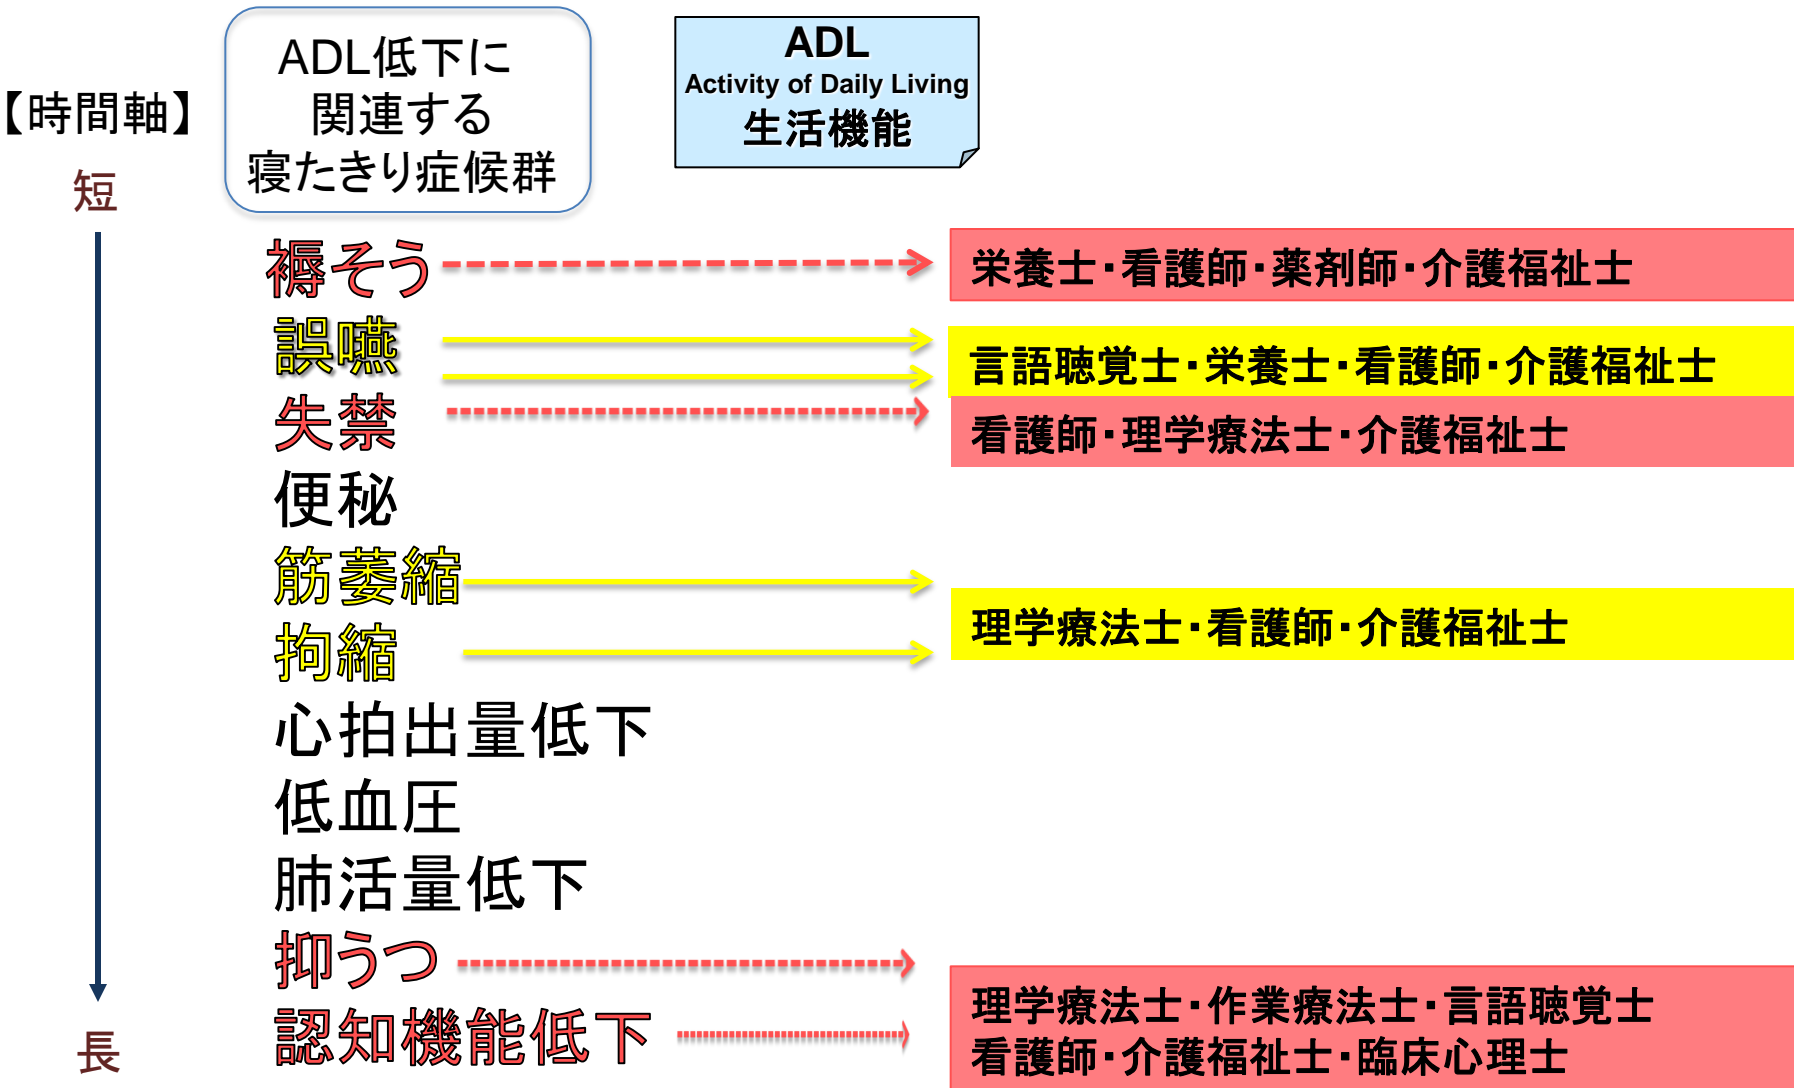 【時間軸】
短
長
ADL低下に
関連する
寝たきり症候群
ADL
Activity of Daily Living
生活機能
褥そう
栄養士・看護師・薬剤師・介護福祉士
誤嚥
言語聴覚士・栄養士・看護師・介護福祉士
失禁
看護師・理学療法士・介護福祉士
便秘
筋萎縮
拘縮
理学療法士・看護師・介護福祉士
心拍出量低下
低血圧
肺活量低下
抑うつ
認知機能低下
理学療法士・作業療法士・言語聴覚士
看護師・介護福祉士・臨床心理士